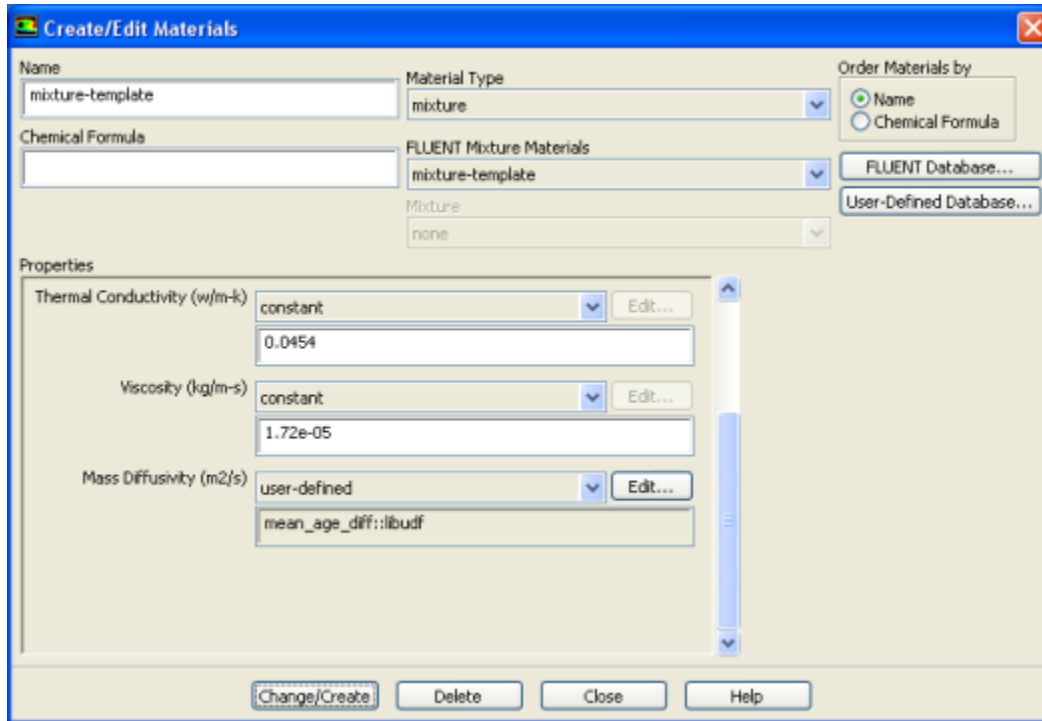 Create/Edit Materials
Name
mixture-template
Material Type
mixture
Order Materials by
Name
Chemical Formula
Chemical Formula
FLUENT Mixture Materials
mixture-template
FLUENT Database...
User-Defined Database...
Mixture
none
Properties
Thermal Conductivity (w/m-k)
constant
Edit...
0.0454
Viscosity (kg/m-s)
constant
Edit...
1.72e-05
Mass Diffusivity (m2/s)
user-defined
Edit...
mean_age_diff::libudf
Change/Create
Delete
Close
Help